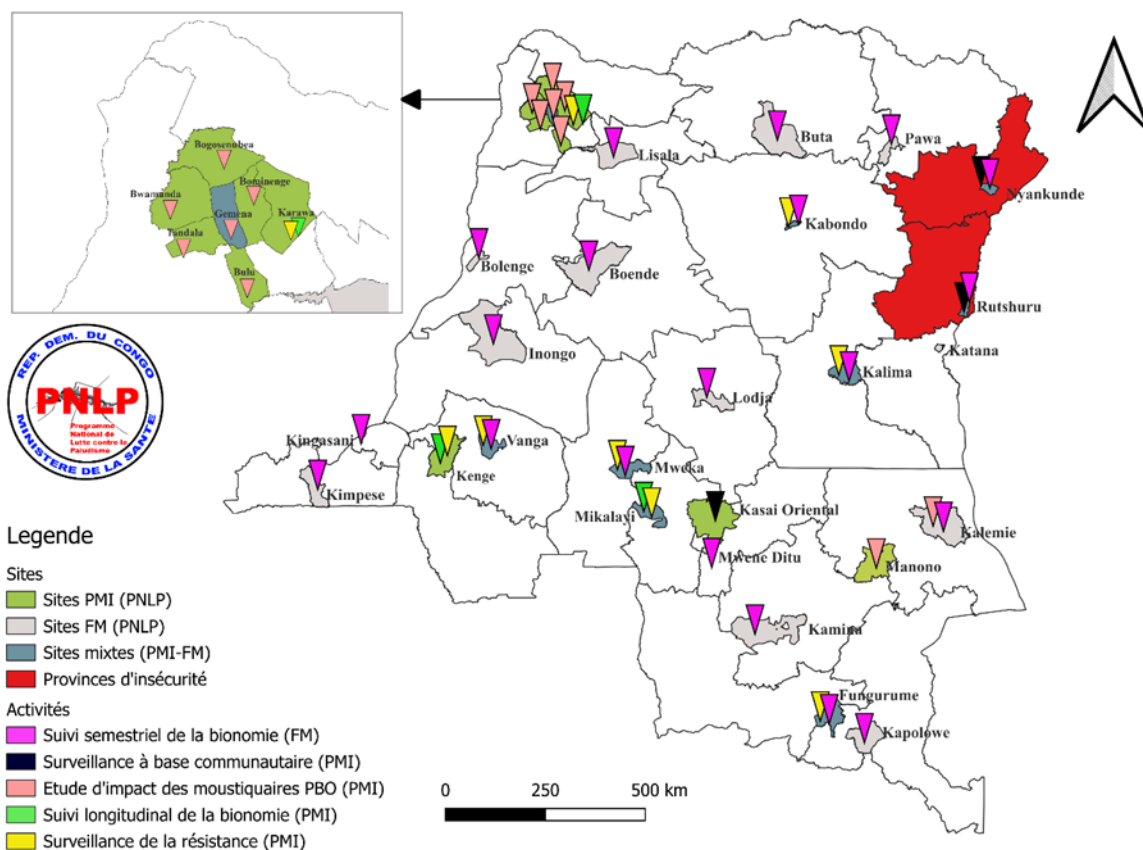 Bogosenubea
Bwamanda
Bominenge
Gemena
Karawa
Tandala
Bulu
Lisala
Buta
Pawa
Nyankunde
Kabondo
Bolenge
Boende
Rutshuru
Inongo
Katana
Kalima
Lodja
REP. DEM. DU CONGO
PNLP
Programme
National de
Lutte contre le
Paludisme
MINISTERE DE LA SANTE
Kingasani
Vanga
Kenge
Mweka
Kimpese
Mikalayi
Kasai Oriental
Kalemie
Mwene Ditu
Manono
Kamina
Fungurume
Kapolowe
Legende
Sites
Sites PMI (PNLP)
Sites FM (PNLP)
Sites mixtes (PMI-FM)
Provinces d'insécurité
Activités
Suivi semestriel de la bionomie (FM)
Surveillance à base communautaire (PMI)
Etude d'impact des moustiquaires PBO (PMI)
Suivi longitudinal de la bionomie (PMI)
Surveillance de la résistance (PMI)
0 250 500 km